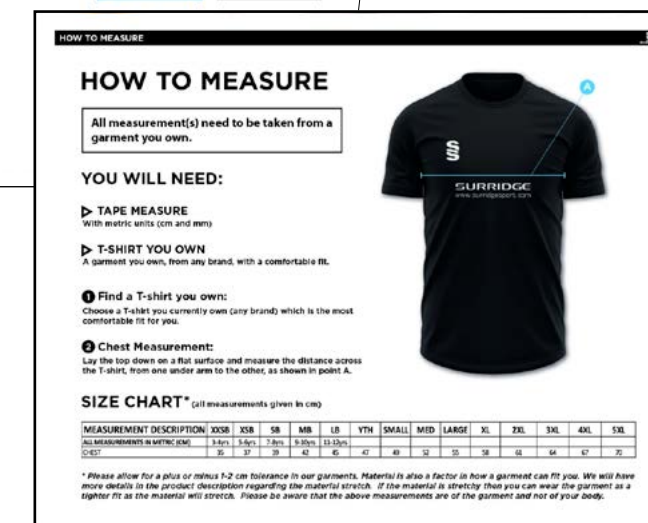 HOW TO MEASURE
HOW TO MEASURE
All measurement(s) need to be taken from a
garment you own.
YOU WILL NEED:
TAPE MEASURE
With metric units (cm and mm)
T-SHIRT YOU OWN
A garment you own, from any brand, with a comfortable fit.
1 Find a T-shirt you own:
Choose a T-shirt you currently own (any brand) which is the most
comfortable fit for you.
2 Chest Measurement:
Lay the top down on a flat surface and measure the distance across
the T-shirt, from one under arm to the other, as shown in point A.
A
SURRIDGE
www.surridgesport.com
SIZE CHART* (all measurements given in cm)
MEASUREMENT DESCRIPTION XXSB XSB SB MB LB YTH SMALL MED LARGE XL 2XL 3XL 4XL 5XL
ALL MEASUREMENTS IN METRIC (CM) 3-4yrs 5-6yrs 7-8yrs 9-10yrs 11-12yrs
CHEST 35 37 39 42 45 47 49 52 55 58 61 64 67 70
* Please allow for a plus or minus 1-2 cm tolerance in our garments. Material is also a factor in how a garment can fit you. We will have
more details in the product description regarding the material stretch. If the material is stretchy then you can wear the garment as a
tighter fit as the material will stretch. Please be aware that the above measurements are of the garment and not of your body.